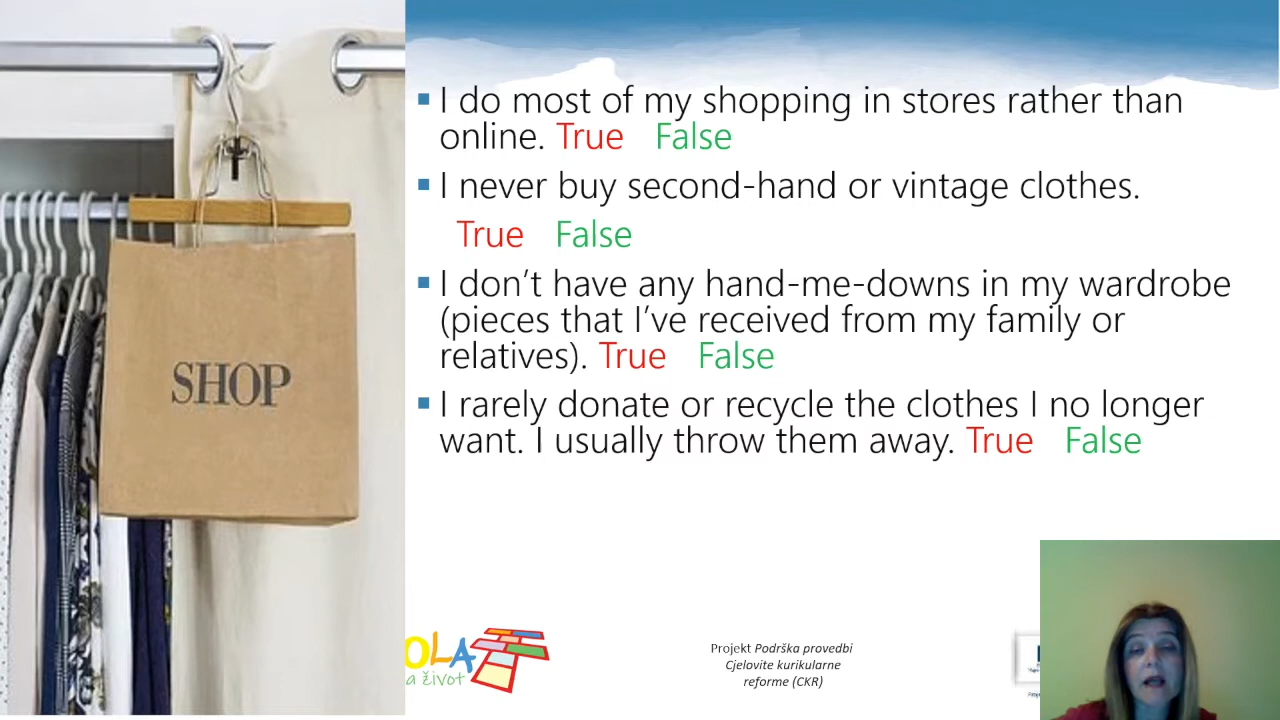 I do most of my shopping in stores rather than
online. True False
I never buy second-hand or vintage clothes.
True False
I don't have any hand-me-downs in my wardrobe
(pieces that I've received from my family or
relatives). True False
I rarely donate or recycle the clothes I no longer
want. I usually throw them away. True False
SHOP
OLA
a život
Projekt Podrška provedbi
Cjelovite kurikularne
reforme (CKR)